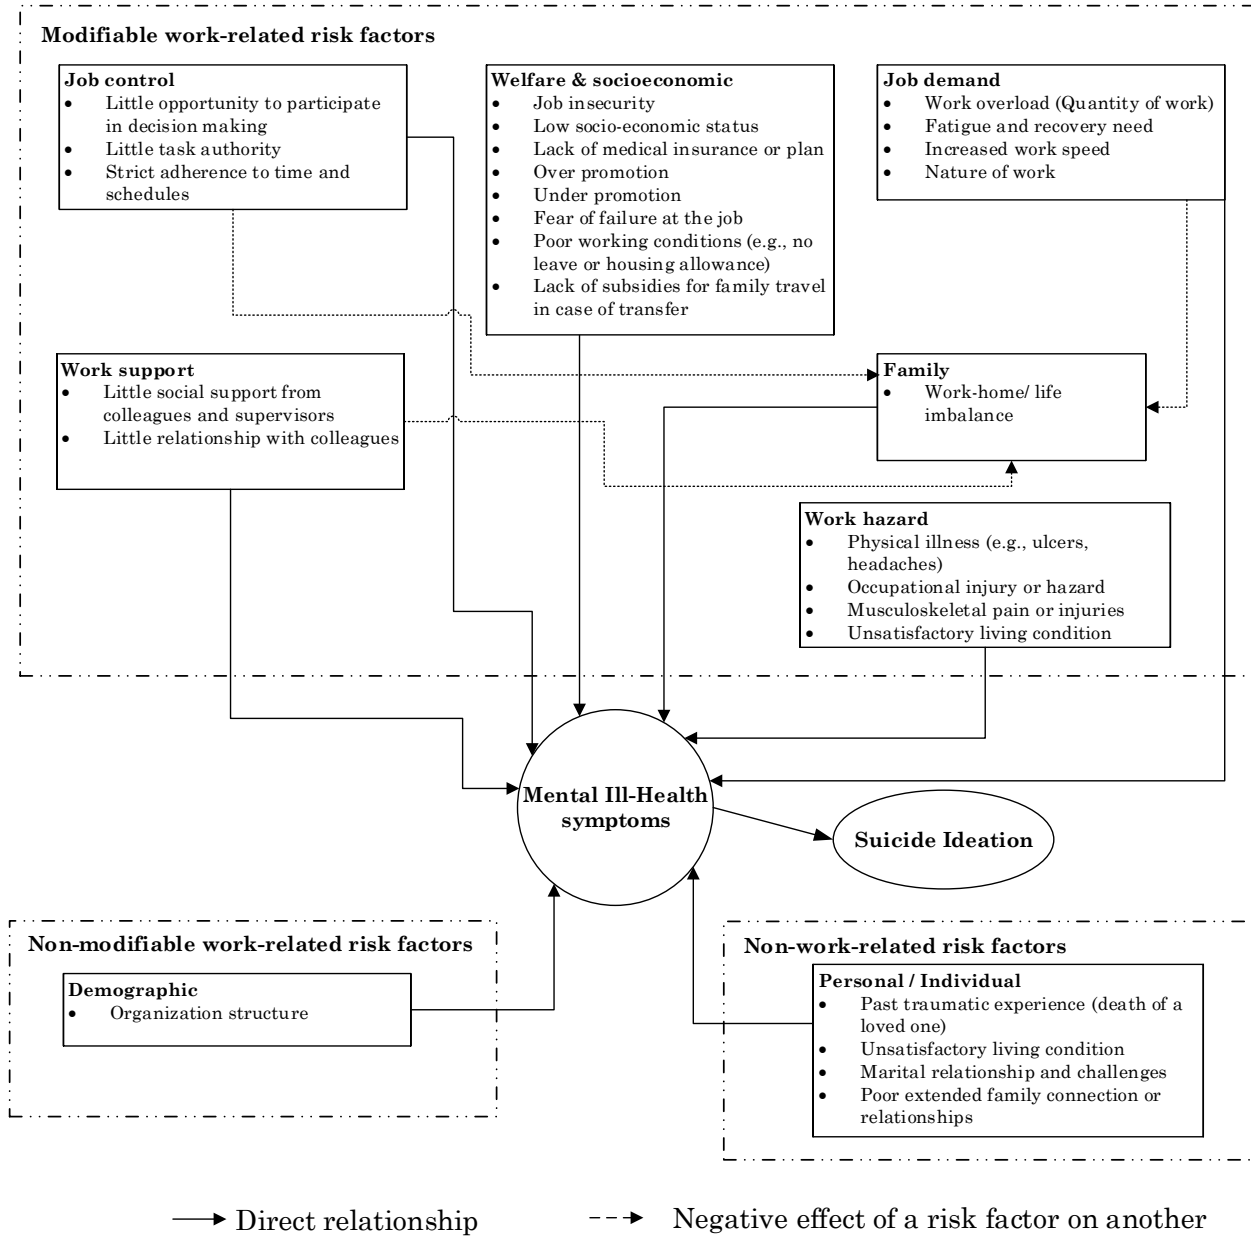 Modifiable work-related risk factors
Job control
• Little opportunity to participate
in decision making
• Little task authority
• Strict adherence to time and
schedules
Welfare & socioeconomic
• Job insecurity
• Low socio-economic status
• Lack of medical insurance or plan
• Over promotion
• Under promotion
• Fear of failure at the job
• Poor working conditions (e.g., no
leave or housing allowance)
• Lack of subsidies for family travel
in case of transfer
Job demand
• Work overload (Quantity of work)
• Fatigue and recovery need
• Increased work speed
• Nature of work
Work support
• Little social support from
colleagues and supervisors
• Little relationship with colleagues
Family
• Work-home/ life
imbalance
Work hazard
• Physical illness (e.g., ulcers,
headaches)
• Occupational injury or hazard
• Musculoskeletal pain or injuries
• Unsatisfactory living condition
Mental Ill-Health
symptoms
Suicide Ideation
Non-modifiable work-related risk factors
Demographic
• Organization structure
Non-work-related risk factors
Personal / Individual
• Past traumatic experience (death of a
loved one)
• Unsatisfactory living condition
• Marital relationship and challenges
• Poor extended family connection or
relationships
Direct relationship
Negative effect of a risk factor on another